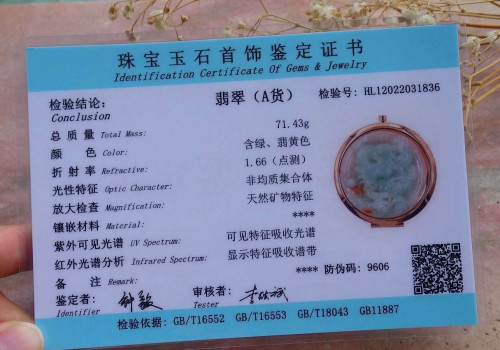 珠宝玉石首饰鉴定证书
Identification Certificate Of Gems & Jewelry
检验结论: 翡翠（A货） 检验号: HL12022031836
Conclusion
总质量 Total Mass: 71.43g
颜色 Color: 含绿、翡黄色
折射率 Refractive: 1.66（点测）
光性特征 Optic Character: 非均质集合体
放大检查 Magnification: 天然矿物特征
镶嵌材料 Material: ****
紫外可见光谱 UV Spectrum: 可见特征吸收光谱
红外光谱分析 Infrared Spectrum: 显示特征吸收谱带
备注 Remark: **** 防伪码: 9606
鉴定者: 审核者:
Identifier Tester
检验依据: GB/T16552 GB/T16553 GB/T18043 GB11887